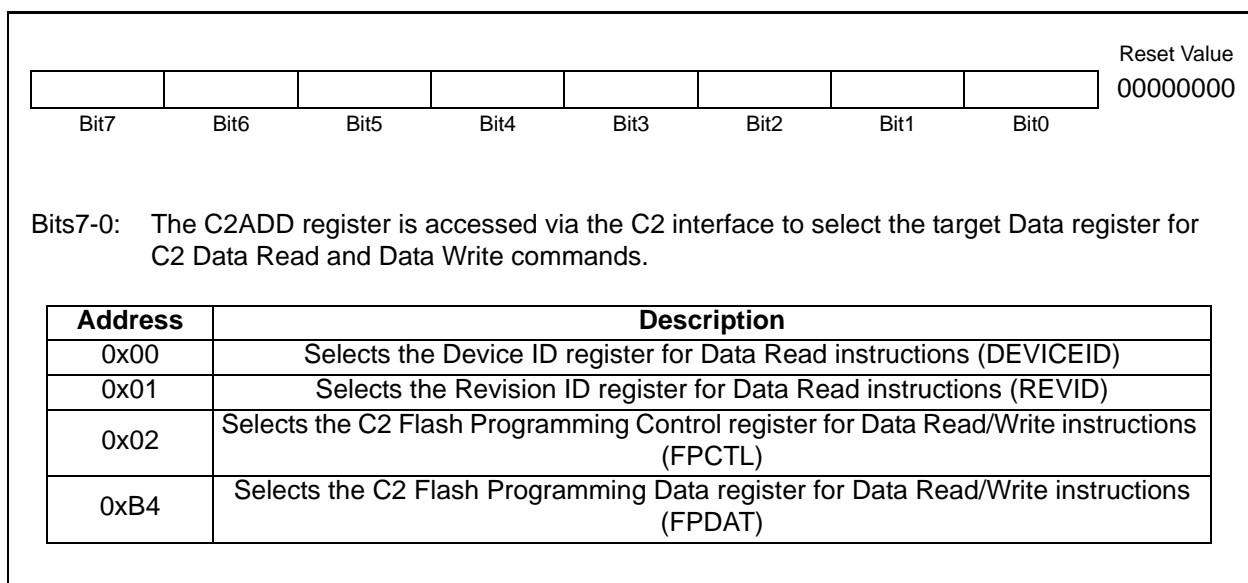 Reset Value
00000000
Bit7 Bit6 Bit5 Bit4 Bit3 Bit2 Bit1 Bit0
Bits7-0: The C2ADD register is accessed via the C2 interface to select the target Data register for
C2 Data Read and Data Write commands.
Address Description
0x00 Selects the Device ID register for Data Read instructions (DEVICEID)
0x01 Selects the Revision ID register for Data Read instructions (REVID)
0x02 Selects the C2 Flash Programming Control register for Data Read/Write instructions
(FPCTL)
0xB4 Selects the C2 Flash Programming Data register for Data Read/Write instructions
(FPDAT)